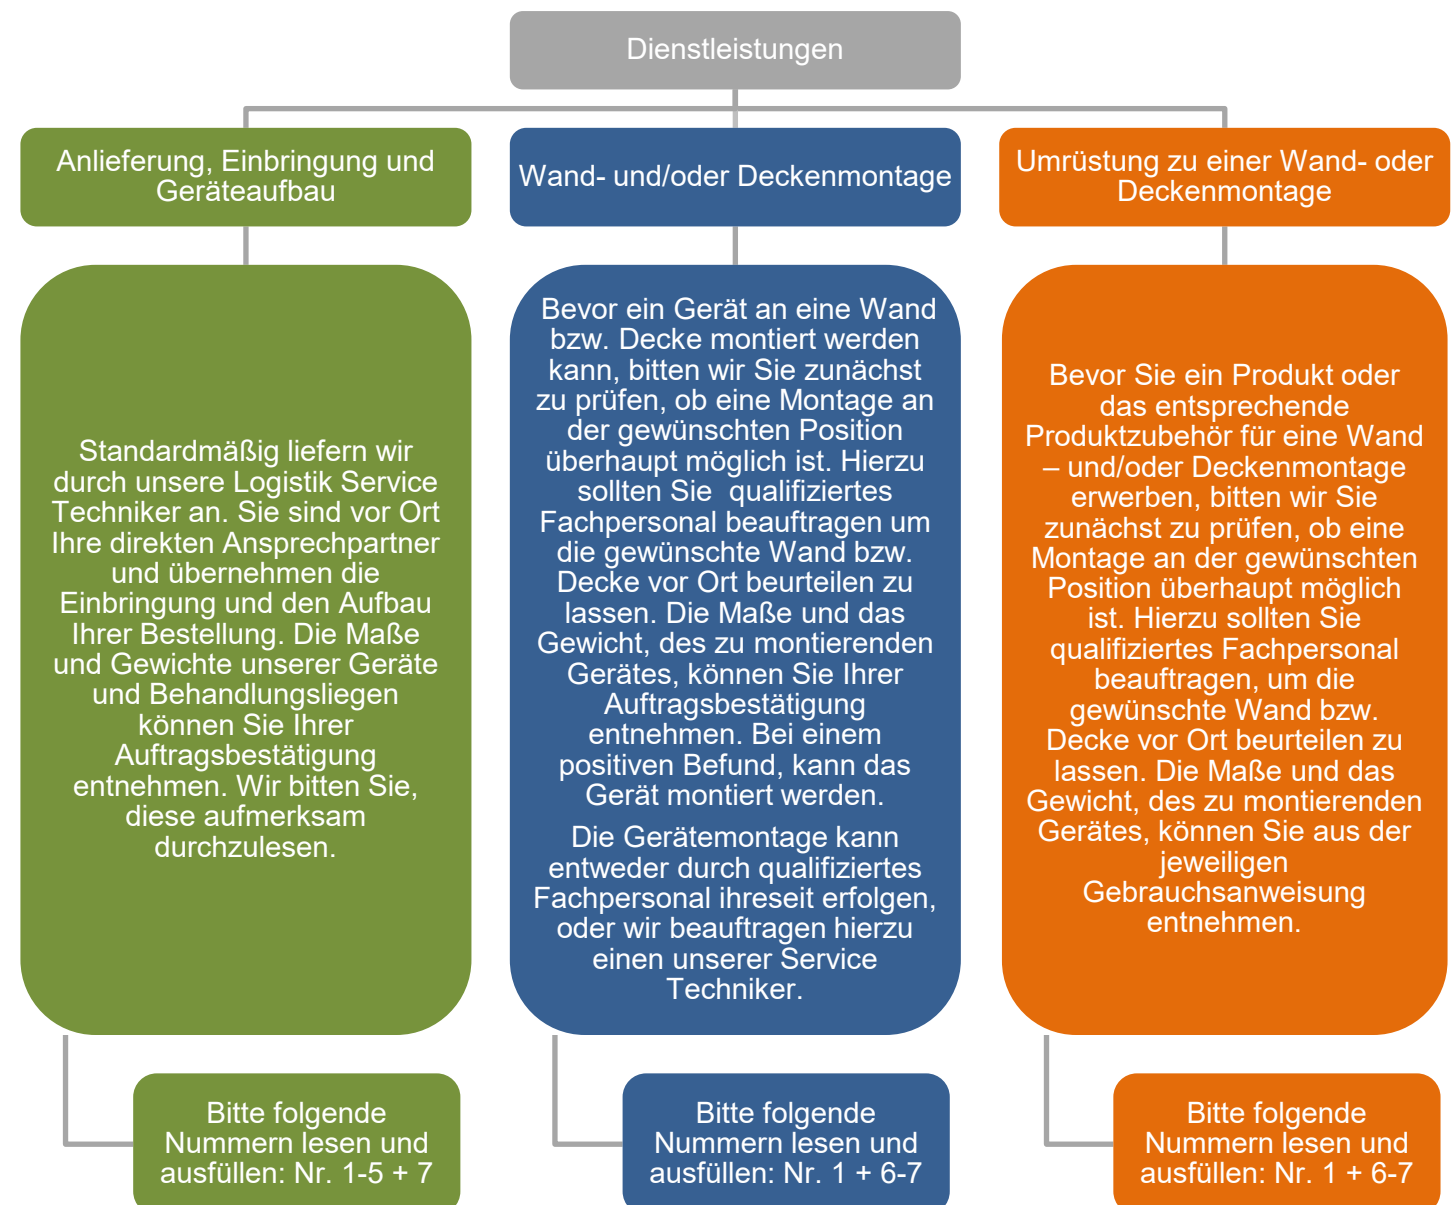 Dienstleistungen
Anlieferung, Einbringung und
Geräteaufbau
Standardmäßig liefern wir
durch unsere Logistik Service
Techniker an. Sie sind vor Ort
Ihre direkten Ansprechpartner
und übernehmen die
Einbringung und den Aufbau
Ihrer Bestellung. Die Maße
und Gewichte unserer Geräte
und Behandlungsliegen
können Sie Ihrer
Auftragsbestätigung
entnehmen. Wir bitten Sie,
diese aufmerksam
durchzulesen.
Bitte folgende
Nummern lesen und
ausfüllen: Nr. 1-5 + 7
Wand- und/oder Deckenmontage
Bevor ein Gerät an eine Wand
bzw. Decke montiert werden
kann, bitten wir Sie zunächst
zu prüfen, ob eine Montage an
der gewünschten Position
überhaupt möglich ist. Hierzu
sollten Sie  qualifiziertes
Fachpersonal beauftragen um
die gewünschte Wand bzw.
Decke vor Ort beurteilen zu
lassen. Die Maße und das
Gewicht, des zu montierenden
Gerätes, können Sie Ihrer
Auftragsbestätigung
entnehmen. Bei einem
positiven Befund, kann das
Gerät montiert werden.
Die Gerätemontage kann
entweder durch qualifiziertes
Fachpersonal ihreseit erfolgen,
oder wir beauftragen hierzu
einen unserer Service
Techniker.
Bitte folgende
Nummern lesen und
ausfüllen: Nr. 1 + 6-7
Umrüstung zu einer Wand- oder
Deckenmontage
Bevor Sie ein Produkt oder
das entsprechende
Produktzubehör für eine Wand
– und/oder Deckenmontage
erwerben, bitten wir Sie
zunächst zu prüfen, ob eine
Montage an der gewünschten
Position überhaupt möglich
ist. Hierzu sollten Sie
qualifiziertes Fachpersonal
beauftragen, um die
gewünschte Wand bzw.
Decke vor Ort beurteilen zu
lassen. Die Maße und das
Gewicht, des zu montierenden
Gerätes, können Sie aus der
jeweiligen
Gebrauchsanweisung
entnehmen.
Bitte folgende
Nummern lesen und
ausfüllen: Nr. 1 + 6-7